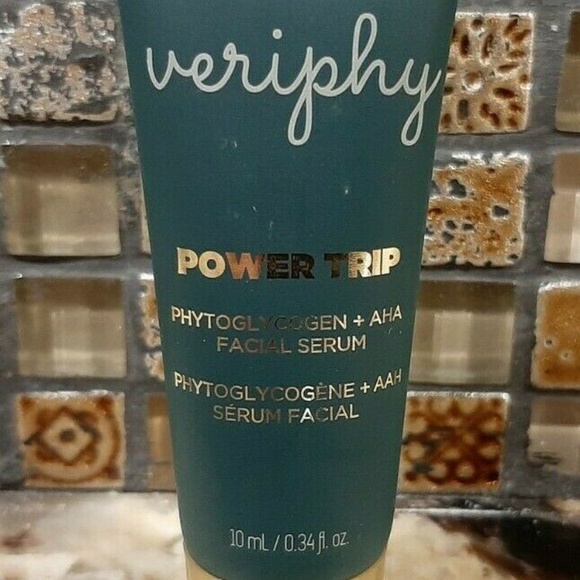 veriphy
POWER TRIP
PHYTOGLYCOGEN + AHA
FACIAL SERUM
PHYTOGLYCOGÈNE + AAH
SÉRUM FACIAL
10 mL / 0.34 fl. oz.